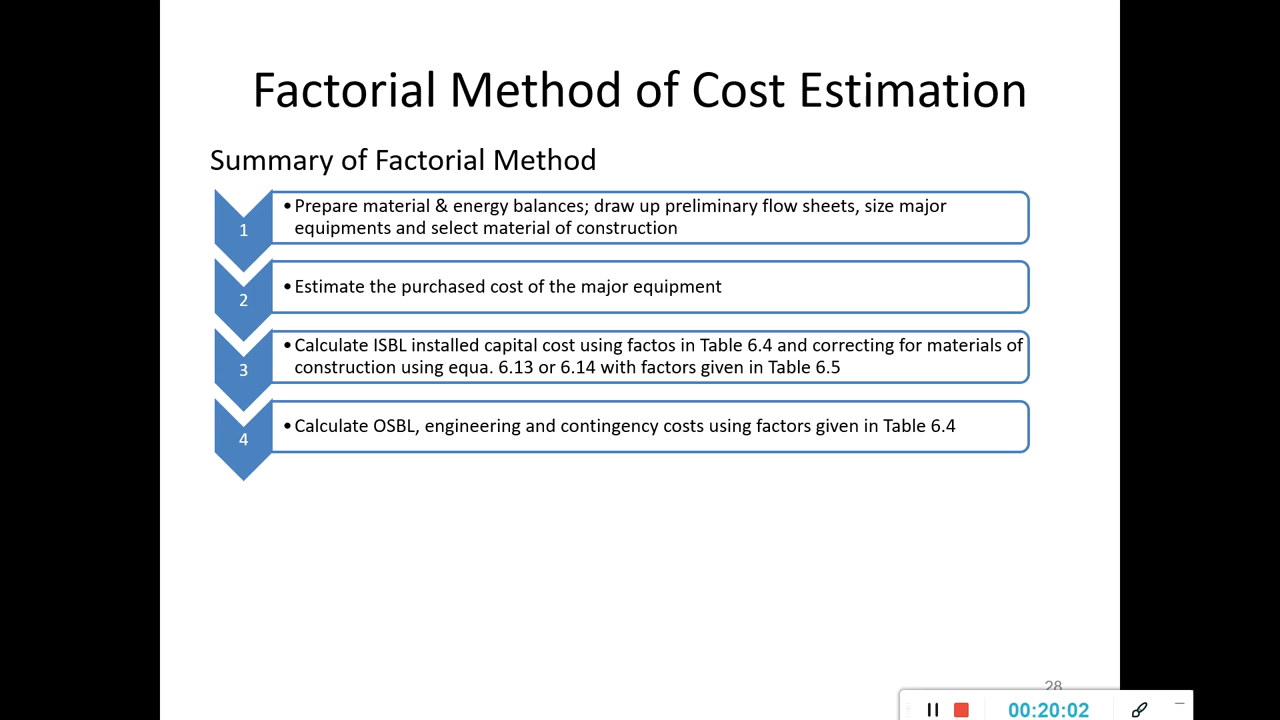 Factorial Method of Cost Estimation
Summary of Factorial Method
1
• Prepare material & energy balances; draw up preliminary flow sheets, size major
equipments and select material of construction
2
• Estimate the purchased cost of the major equipment
3
• Calculate ISBL installed capital cost using factos in Table 6.4 and correcting for materials of
construction using equa. 6.13 or 6.14 with factors given in Table 6.5
4
• Calculate OSBL, engineering and contingency costs using factors given in Table 6.4
28
00:20:02